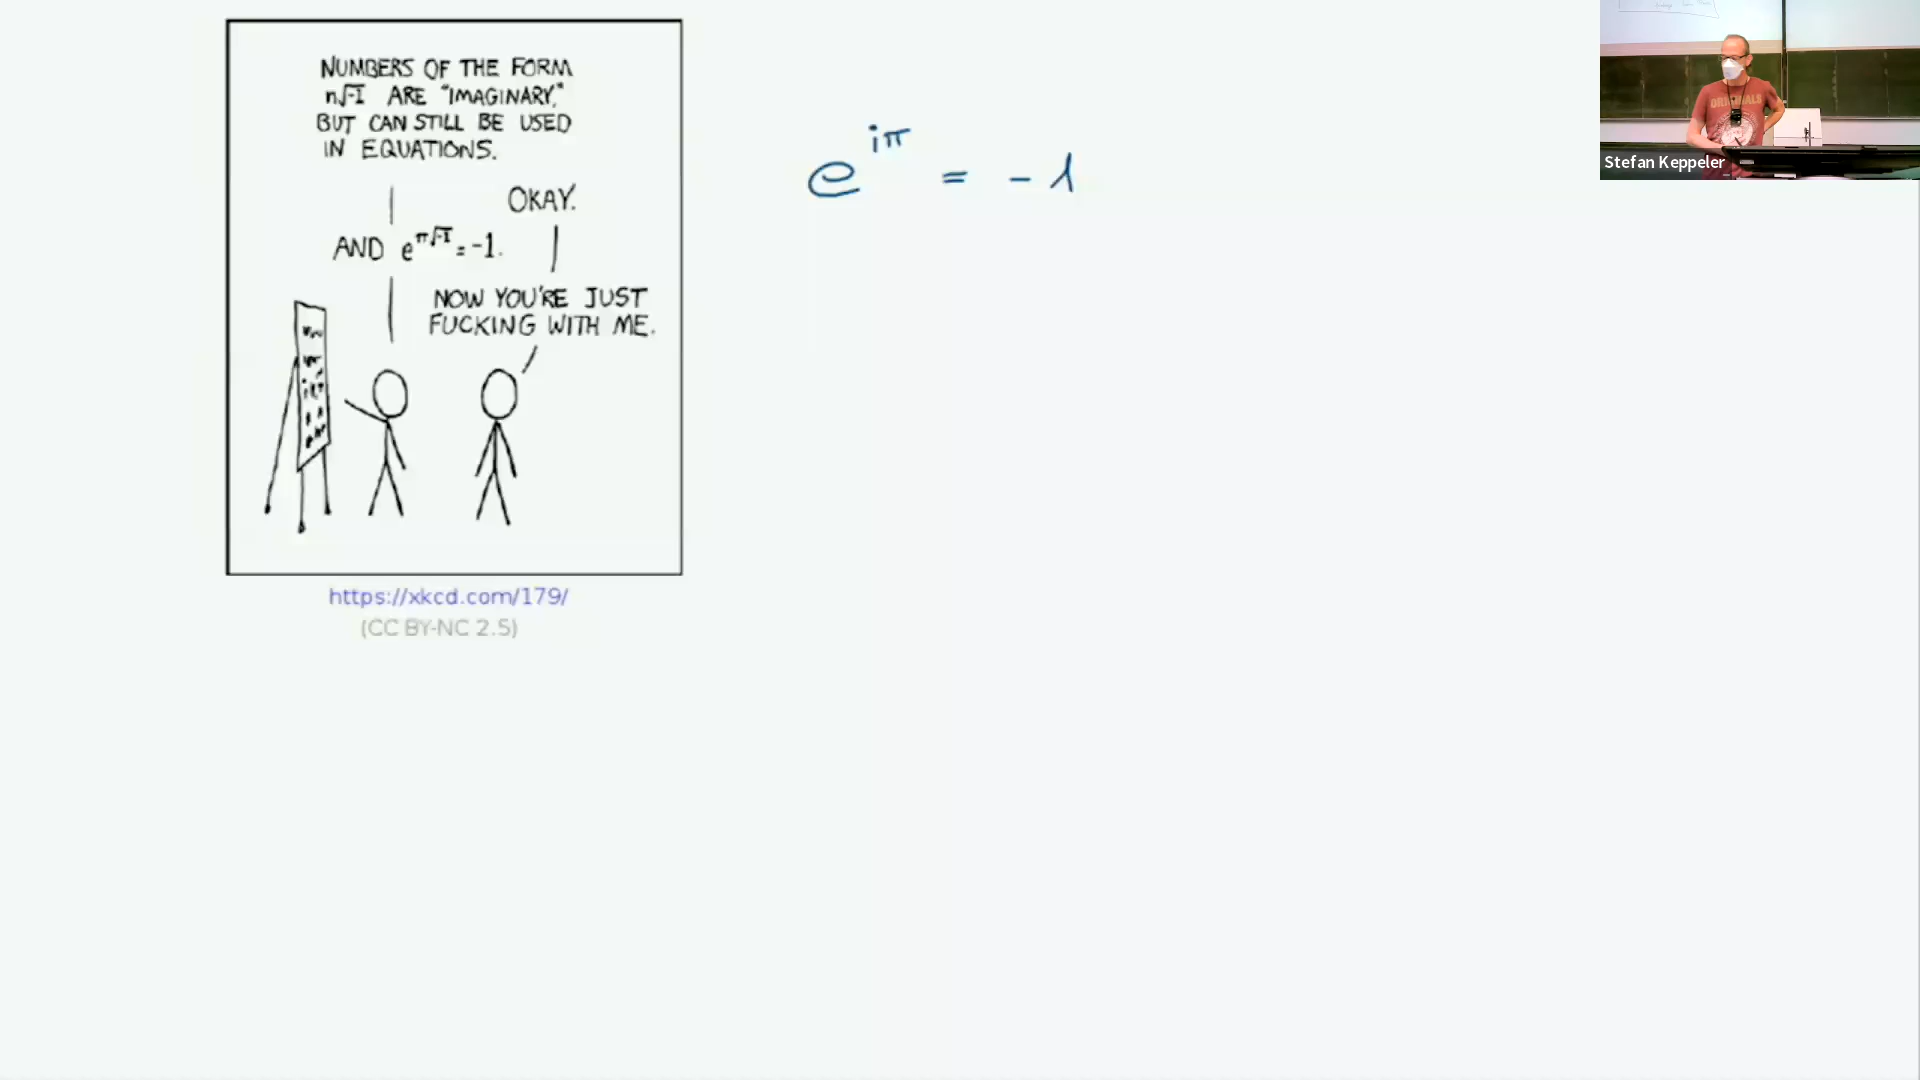 NUMBERS OF THE FORM
n√-1 ARE "IMAGINARY,"
BUT CAN STILL BE USED
IN EQUATIONS.
OKAY.
AND e^π√-1 = -1.
NOW YOU'RE JUST
FUCKING WITH ME.
https://xkcd.com/179/
(CC BY-NC 2.5)
e^iπ = -1
ORIGINALS
Stefan Keppeler